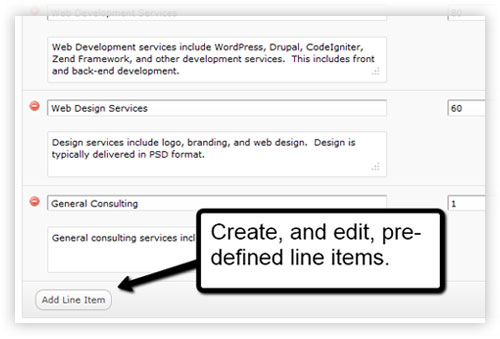 Web Development Services 80
Web Development services include WordPress, Drupal, CodeIgniter,
Zend Framework, and other development services. This includes front
and back-end development.
Web Design Services 60
Design services include logo, branding, and web design. Design is
typically delivered in PSD format.
General Consulting 1
General consulting services incl
Create, and edit, pre-
defined line items.
Add Line Item